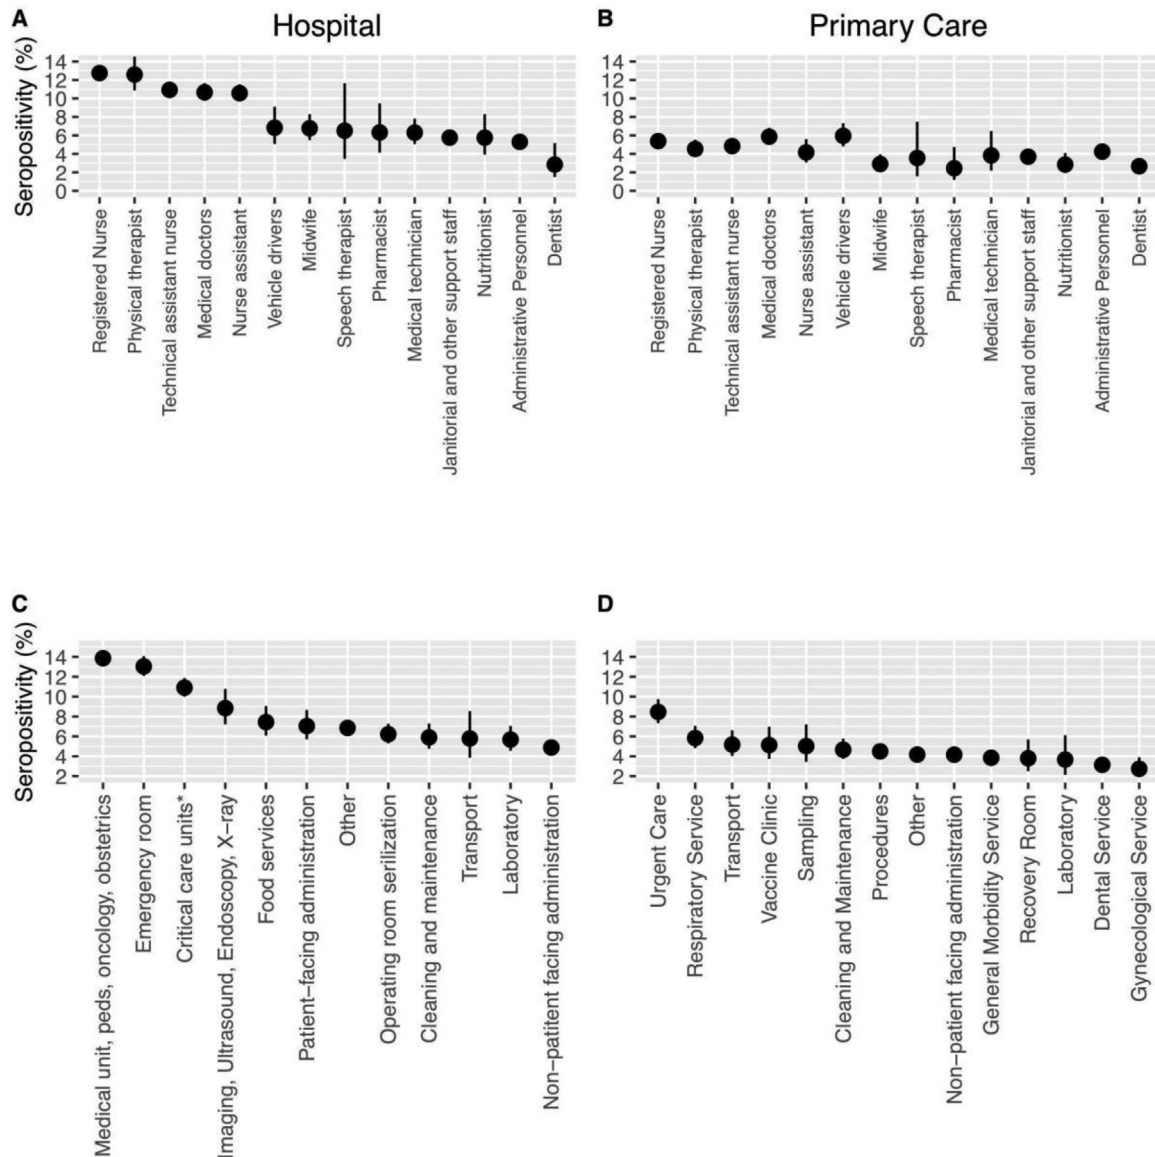 A
Hospital
B
Primary Care
Seropositivity (%)
14
12
10
8
6
4
2
0
14
12
10
8
6
4
2
0
Registered Nurse
Physical therapist
Technical assistant nurse
Medical doctors
Nurse assistant
Vehicle drivers
Midwife
Speech therapist
Pharmacist
Medical technician
Janitorial and other support staff
Nutritionist
Administrative Personnel
Dentist
Registered Nurse
Physical therapist
Technical assistant nurse
Medical doctors
Nurse assistant
Vehicle drivers
Midwife
Speech therapist
Pharmacist
Medical technician
Janitorial and other support staff
Nutritionist
Administrative Personnel
Dentist
C
D
Seropositivity (%)
14
12
10
8
6
4
2
14
12
10
8
6
4
2
Medical unit, peds, oncology, obstetrics
Emergency room
Critical care units*
Imaging, Ultrasound, Endoscopy, X−ray
Food services
Patient−facing administration
Other
Operating room serilization
Cleaning and maintenance
Transport
Laboratory
Non−patitent facing administration
Urgent Care
Respiratory Service
Transport
Vaccine Clinic
Sampling
Cleaning and Maintenance
Procedures
Other
Non−patient facing administration
General Morbidity Service
Recovery Room
Laboratory
Dental Service
Gynecological Service